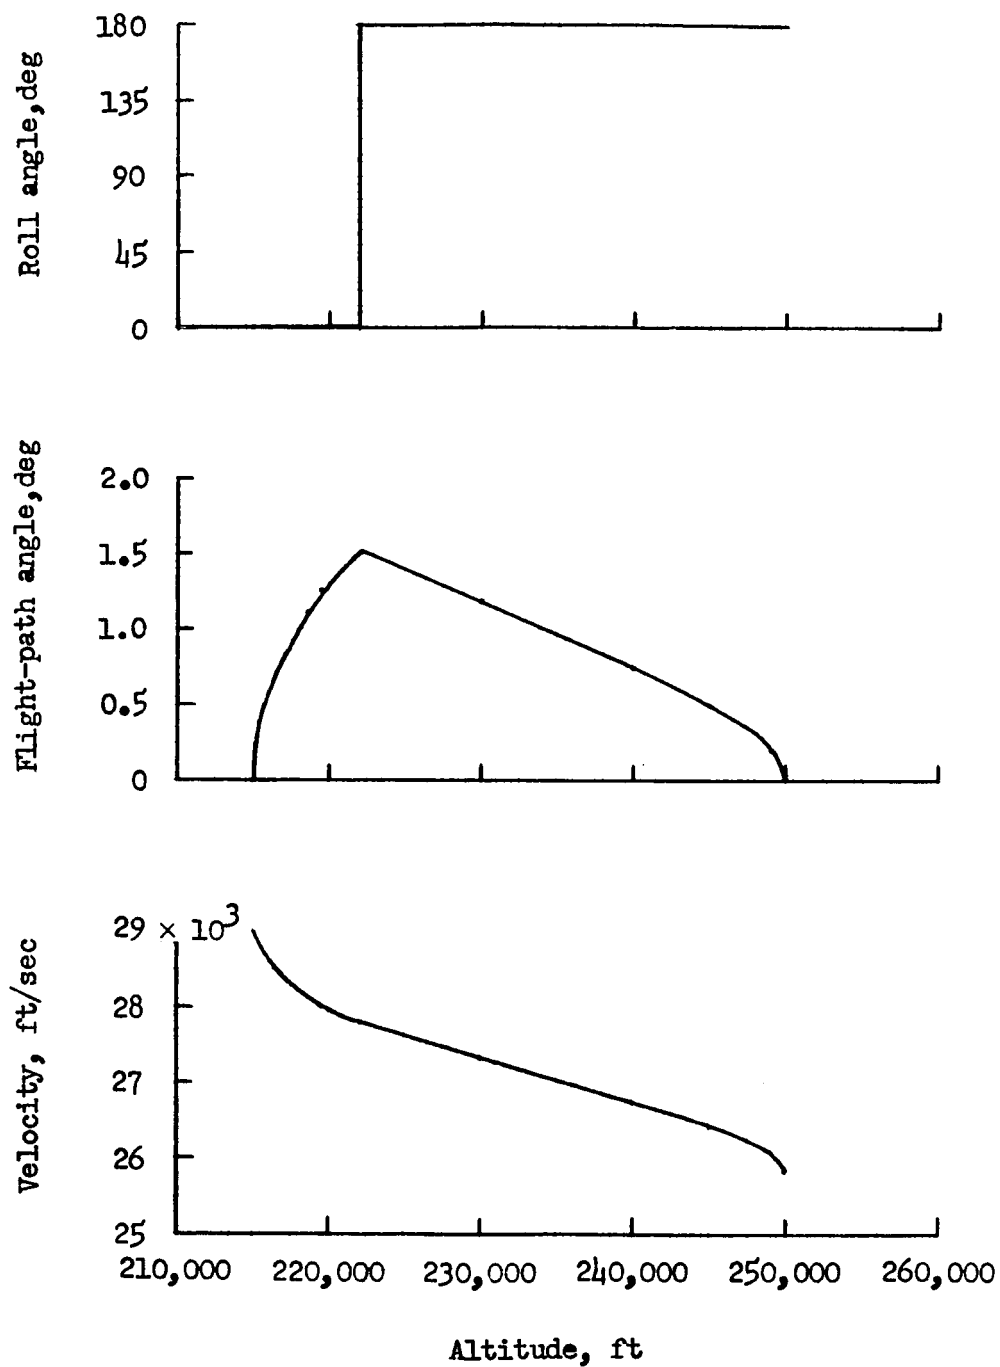 Roll angle,deg
180
135
90
45
0
Flight-path angle,deg
2.0
1.5
1.0
0.5
0
Velocity, ft/sec
29 × 10³
28
27
26
25
210,000 220,000 230,000 240,000 250,000 260,000
Altitude, ft